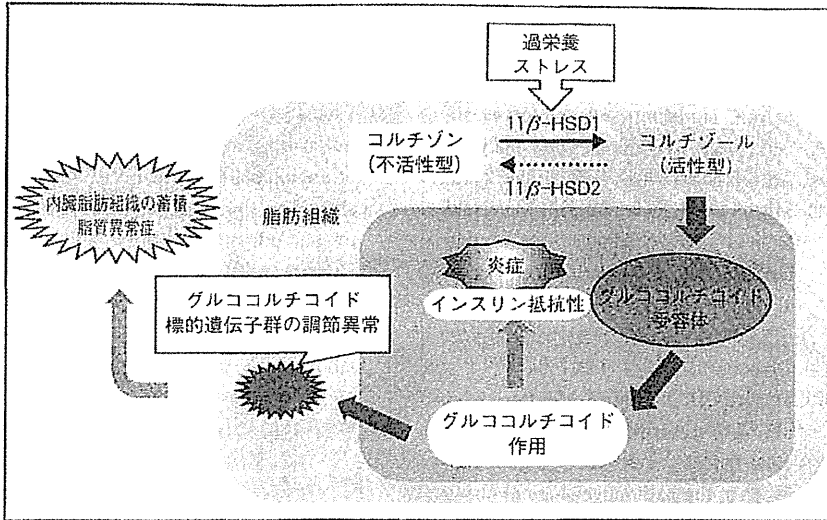 過栄養
ストレス
11β-HSD1
コルチゾン
(不活性型)
コルチゾール
(活性型)
11β-HSD2
内臓脂肪組織の蓄積
脂質異常症
脂肪組織
炎症
インスリン抵抗性
グルココルチコイド
受容体
グルココルチコイド
標的遺伝子群の調節異常
グルココルチコイド
作用